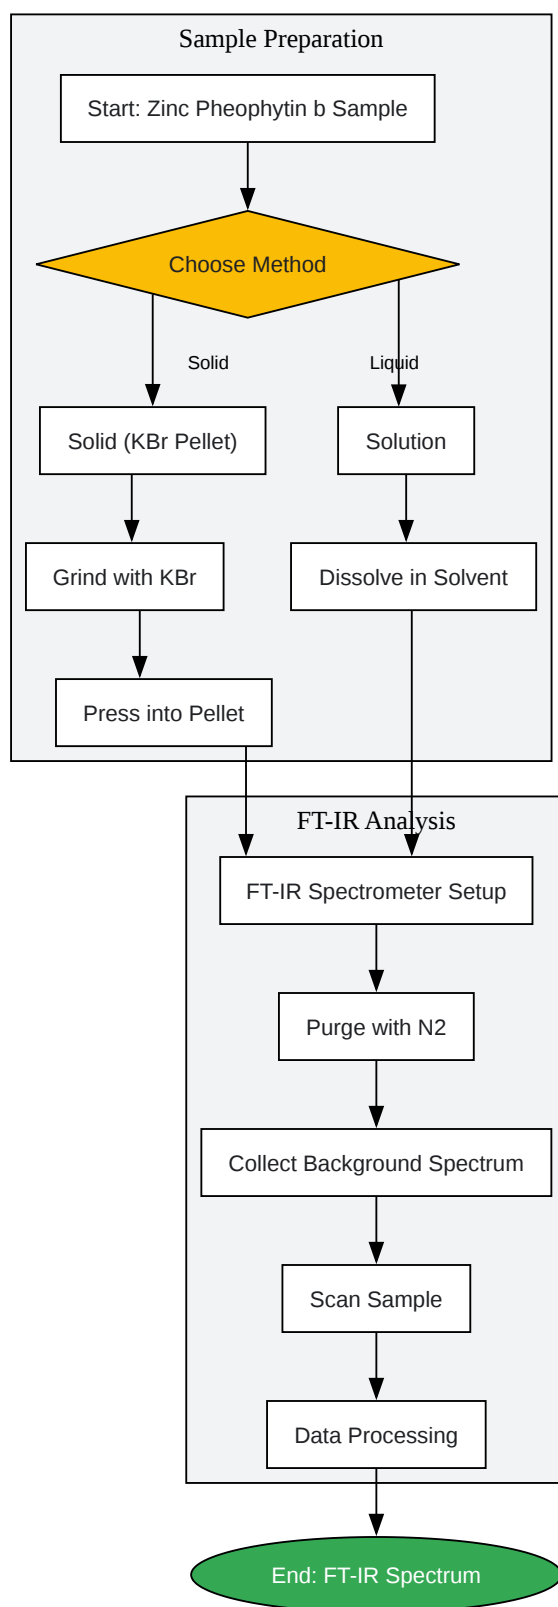 Sample Preparation
Start: Zinc Pheophytin b Sample
Choose Method
Solid
Liquid
Solid (KBr Pellet)
Solution
Grind with KBr
Dissolve in Solvent
Press into Pellet
FT-IR Analysis
FT-IR Spectrometer Setup
Purge with N2
Collect Background Spectrum
Scan Sample
Data Processing
End: FT-IR Spectrum